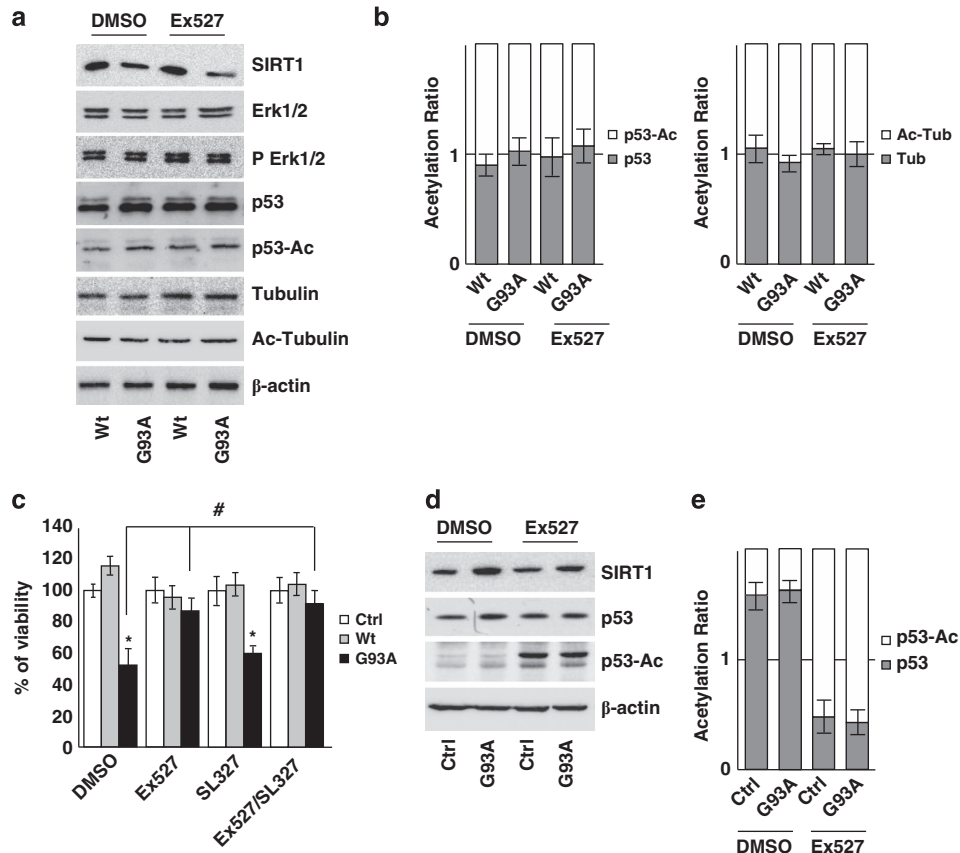 a
DMSO Ex527
SIRT1
Erk1/2
P Erk1/2
p53
p53-Ac
Tubulin
Ac-Tubulin
β-actin
Wt G93A Wt G93A
b
Acetylation Ratio
1
0
p53-Ac
p53
Wt G93A Wt G93A
DMSO Ex527
Acetylation Ratio
1
0
Ac-Tub
Tub
Wt G93A Wt G93A
DMSO Ex527
c
#
% of viability
140
120
100
80
60
40
20
0
* *
Ctrl
Wt
G93A
DMSO Ex527 SL327 Ex527/SL327
d
DMSO Ex527
SIRT1
p53
p53-Ac
β-actin
Ctrl G93A Ctrl G93A
e
Acetylation Ratio
1
0
p53-Ac
p53
Ctrl G93A Ctrl G93A
DMSO Ex527